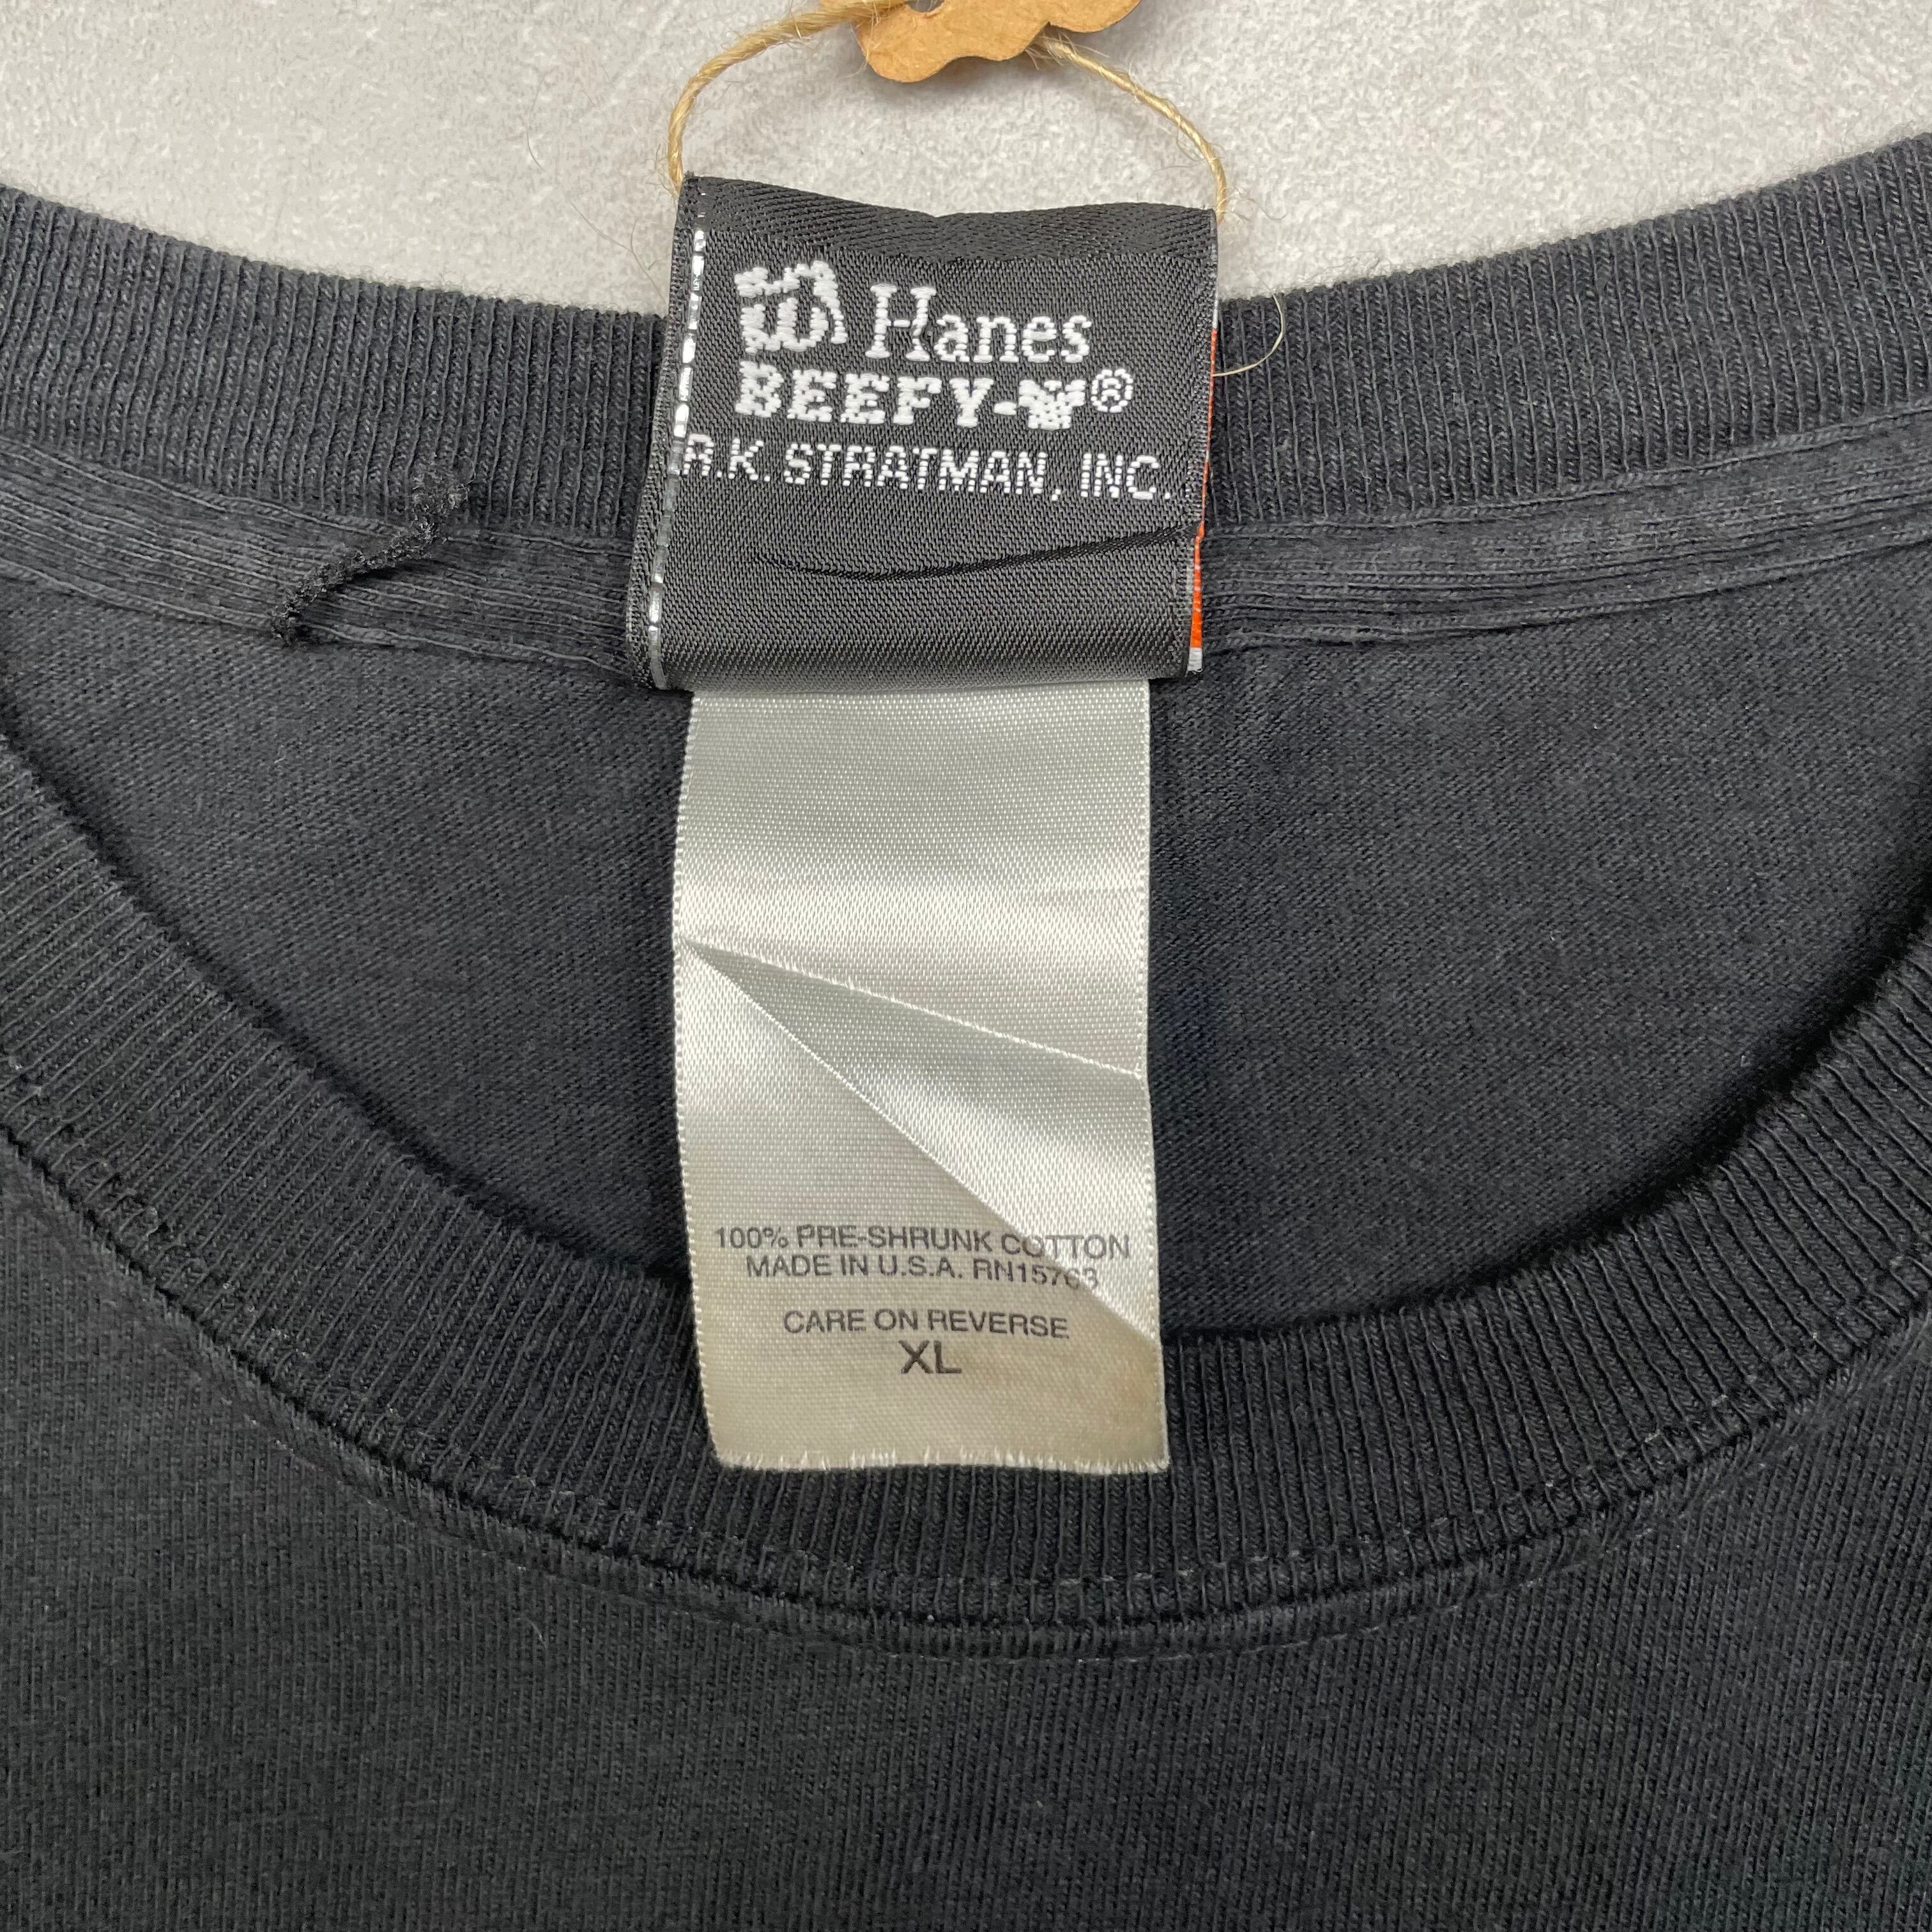 Hanes
BEEFY-T®
R.K. STRATMAN, INC.
100% PRE-SHRUNK COTTON
MADE IN U.S.A. RN15763
CARE ON REVERSE
XL